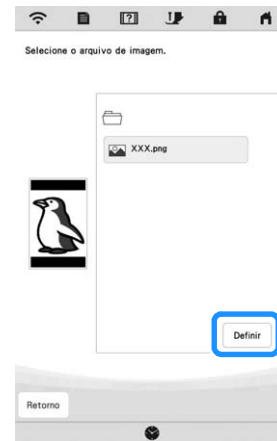 Selecione o arquivo de imagem.
XXX.png
Definir
Retorno